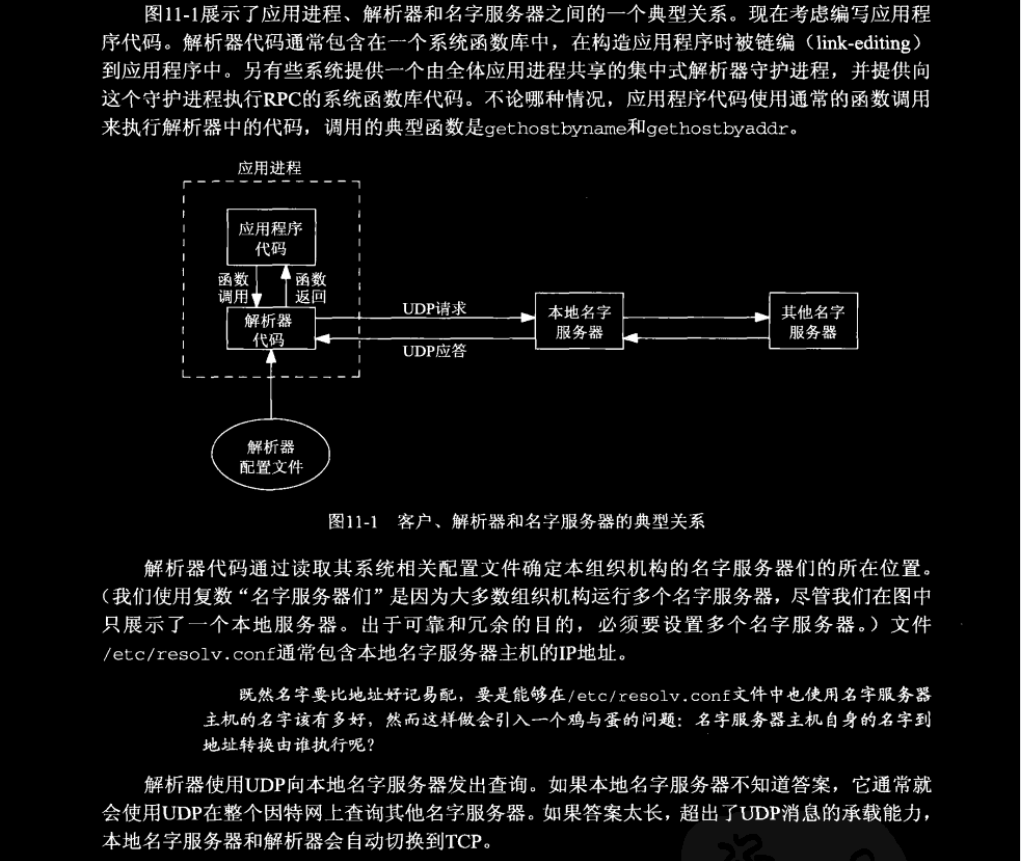 图11-1展示了应用进程、解析器和名字服务器之间的一个典型关系。现在考虑编写应用程
序代码。解析器代码通常包含在一个系统函数库中，在构造应用程序时被链编（link-editing）
到应用程序中。另有些系统提供一个由全体应用进程共享的集中式解析器守护进程，并提供向
这个守护进程执行RPC的系统函数库代码。不论哪种情况，应用程序代码使用通常的函数调用
来执行解析器中的代码，调用的典型函数是gethostbyname和gethostbyaddr。
应用进程
应用程序
代码
函数
调用
函数
返回
解析器
代码
UDP请求
UDP应答
本地名字
服务器
其他名字
服务器
解析器
配置文件
图11-1 客户、解析器和名字服务器的典型关系
解析器代码通过读取其系统相关配置文件确定本组织机构的名字服务器们的所在位置。
（我们使用复数“名字服务器们”是因为大多数组织机构运行多个名字服务器，尽管我们在图中
只展示了一个本地服务器。出于可靠和冗余的目的，必须要设置多个名字服务器。）文件
/etc/resolv.conf通常包含本地名字服务器主机的IP地址。
既然名字要比地址好记易配，要是能够在/etc/resolv.conf文件中也使用名字服务器
主机的名字该有多好，然而这样做会引入一个鸡与蛋的问题：名字服务器主机自身的名字到
地址转换由谁执行呢？
解析器使用UDP向本地名字服务器发出查询。如果本地名字服务器不知道答案，它通常就
会使用UDP在整个因特网上查询其他名字服务器。如果答案太长，超出了UDP消息的承载能力，
本地名字服务器和解析器会自动切换到TCP。